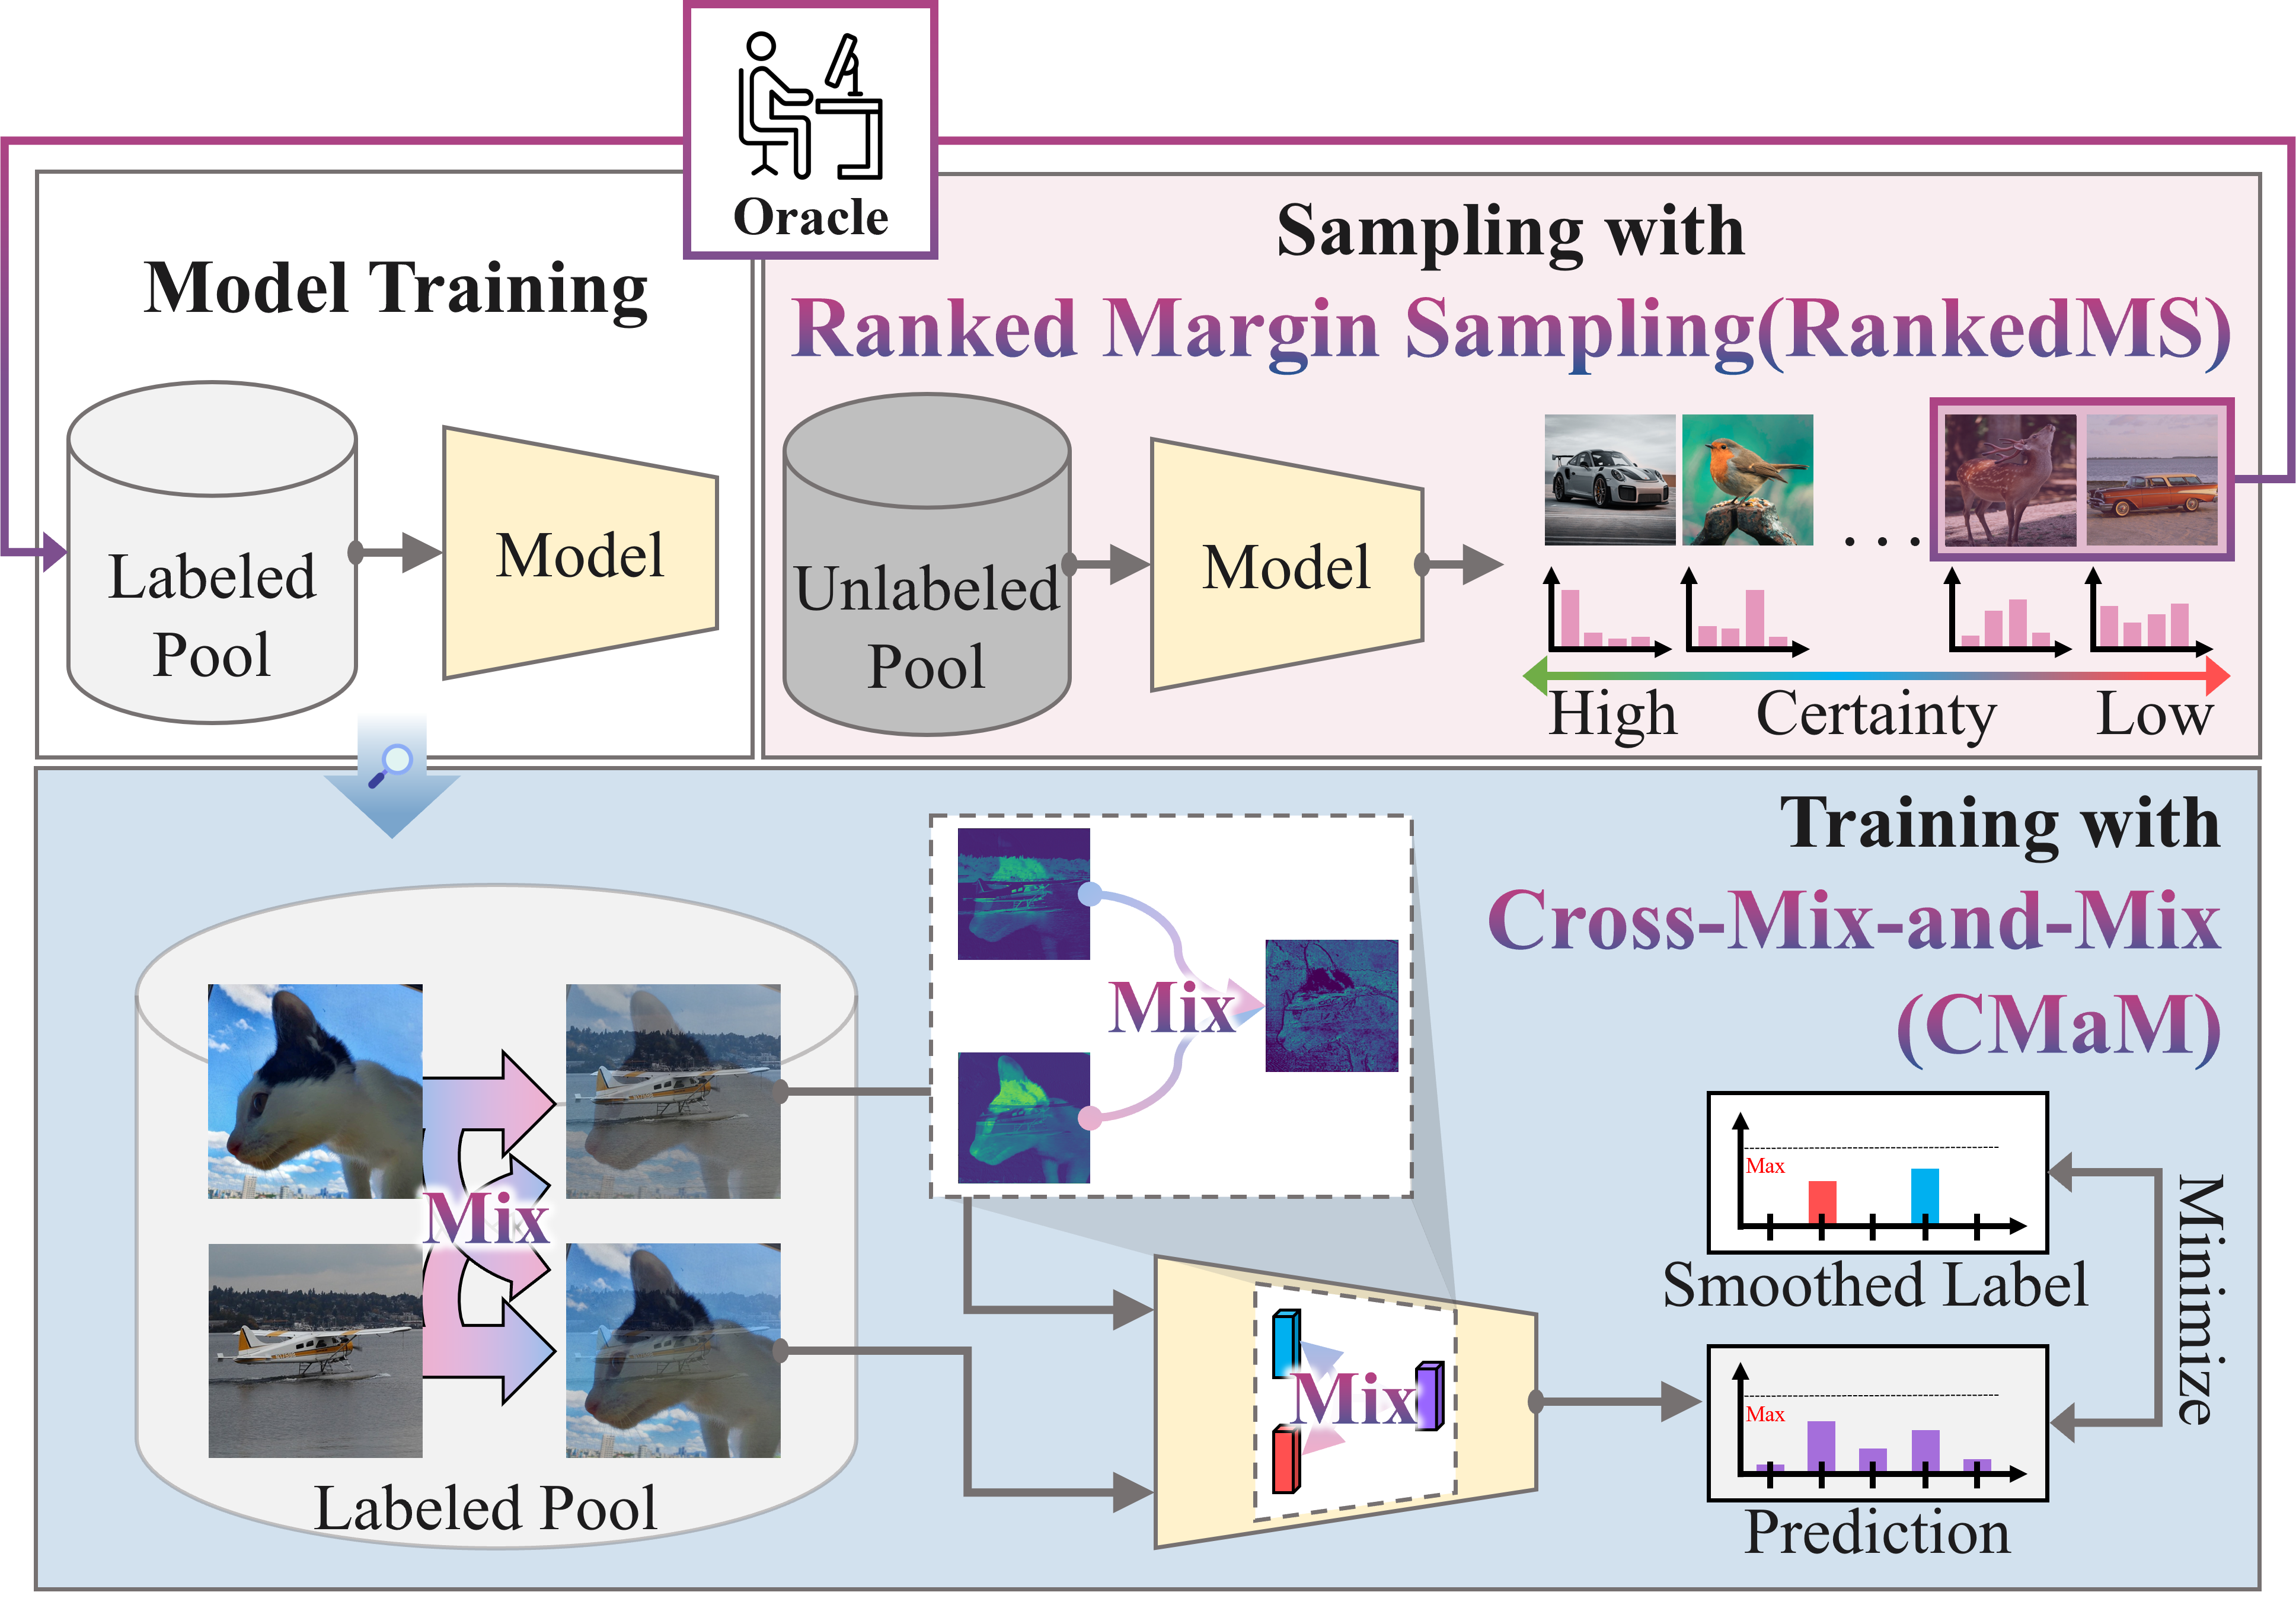 Oracle
Model Training
Labeled
Pool
Model
Sampling with
Ranked Margin Sampling(RankedMS)
Unlabeled
Pool
Model
. . .
High
Certainty
Low
Training with
Cross-Mix-and-Mix
(CMaM)
Mix
Mix
Labeled Pool
Mix
Max
Smoothed Label
Max
Prediction
Minimize